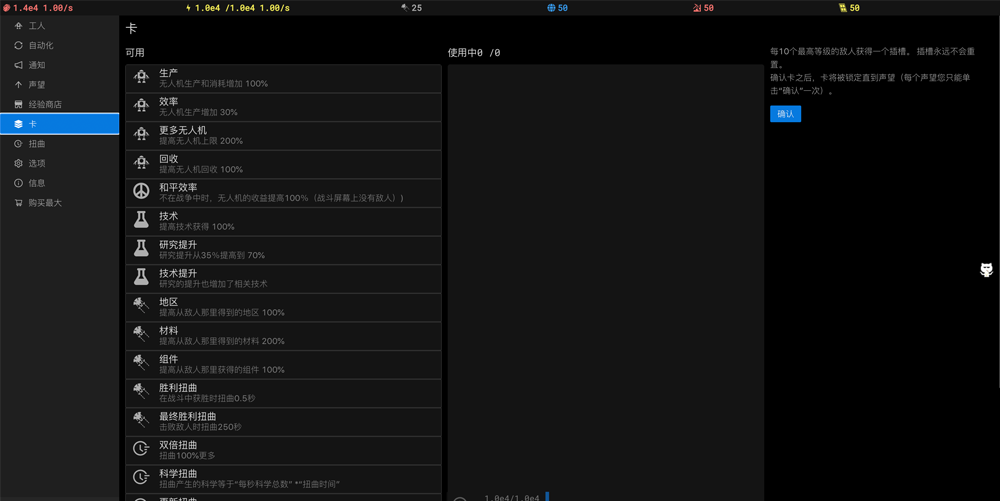 1.4e4 1.00/s
1.0e4 /1.0e4 1.00/s
25
50
50
50
工人
自动化
通知
声望
经验商店
卡
扭曲
选项
信息
购买最大
卡
可用
生产
无人机生产和消耗增加 100%
效率
无人机生产增加 30%
更多无人机
提高无人机上限 200%
回收
提高无人机回收 100%
和平效率
不在战争中时，无人机的收益提高100%（战斗屏幕上没有敌人）)
技术
提高技术获得 100%
研究提升
研究提升从35%提高到 70%
技术提升
研究的提升也增加了相关技术
地区
提高从敌人那里得到的地区 100%
材料
提高从敌人那里得到的材料 200%
组件
提高从敌人那里获得的组件 100%
胜利扭曲
在战斗中获胜时扭曲0.5秒
最终胜利扭曲
击败敌人时扭曲250秒
双倍扭曲
扭曲100%更多
科学扭曲
扭曲产生的科学等于“每秒科学总数” *“扭曲时间”
使用中0 /0
1.0e4/1.0e4
每10个最高等级的敌人获得一个插槽。 插槽永远不会重
置。
确认卡之后，卡将被锁定直到声望（每个声望您只能单
击“确认”一次）。
确认